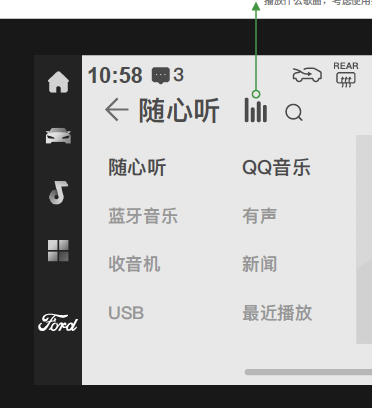 10:58 3
REAR
随心听
随心听 QQ音乐
蓝牙音乐 有声
收音机 新闻
USB 最近播放
Ford